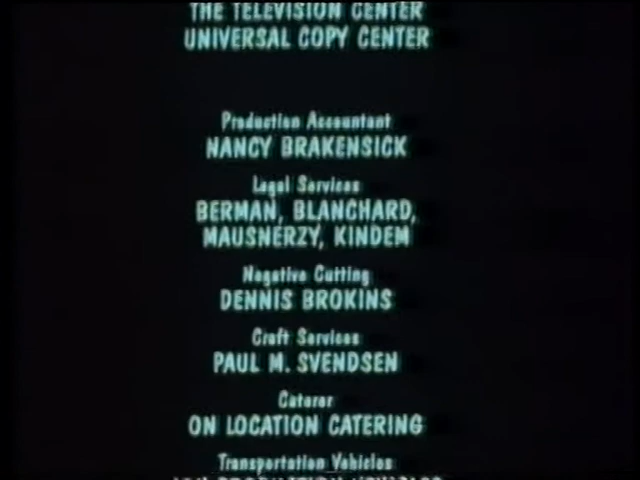 THE TELEVISION CENTER
UNIVERSAL COPY CENTER
Production Accountant
NANCY BRAKENSICK
Legal Services
BERMAN, BLANCHARD,
MAUSNERZY, KINDEM
Negative Cutting
DENNIS BROKINS
Craft Services
PAUL M. SVENDSEN
Caterer
ON LOCATION CATERING
Transportation Vehicles